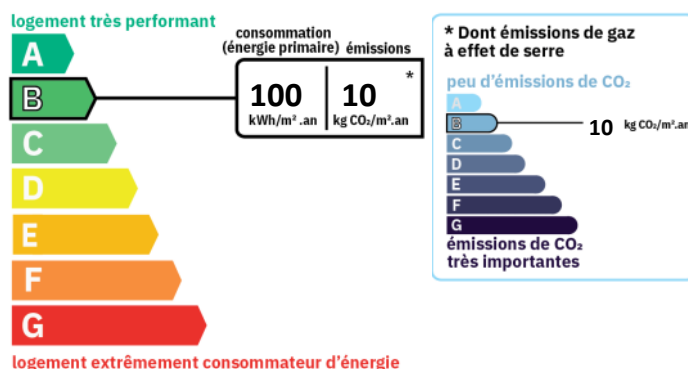 logement très performant
A
B
C
D
E
F
G
logement extrêmement consommateur d'énergie
consommation
(énergie primaire) émissions
100 10 *
kWh/m² .an kg CO₂/m².an
* Dont émissions de gaz
à effet de serre
peu d'émissions de CO₂
A
B 10 kg CO₂/m².an
C
D
E
F
G
émissions de CO₂
très importantes